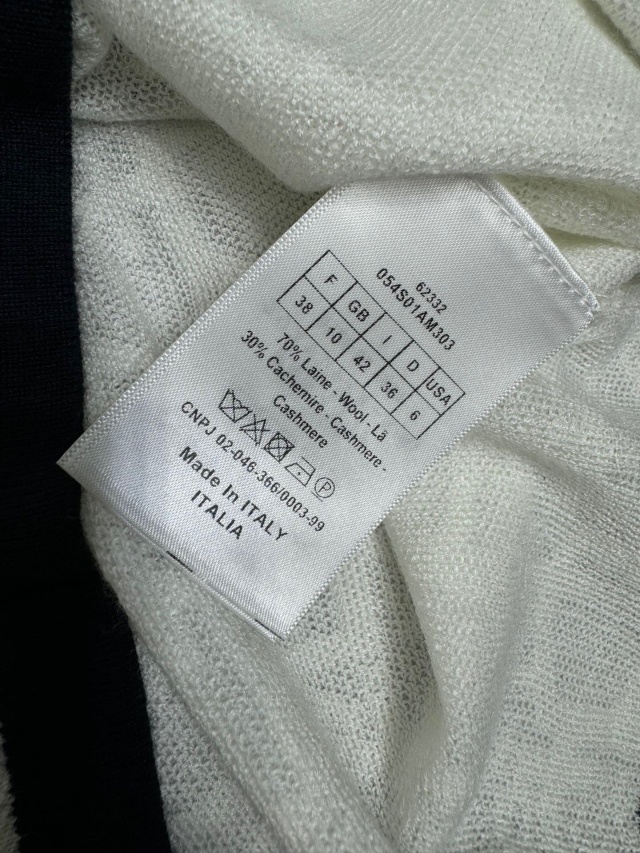 62332
054S01AM303
F GB I D USA
38 10 42 36 6
70% Laine - Wool - Lã
30% Cachemire - Cashmere -
Cashmere
P
CNPJ 02-046-366/0003-99
Made In ITALY
ITALIA